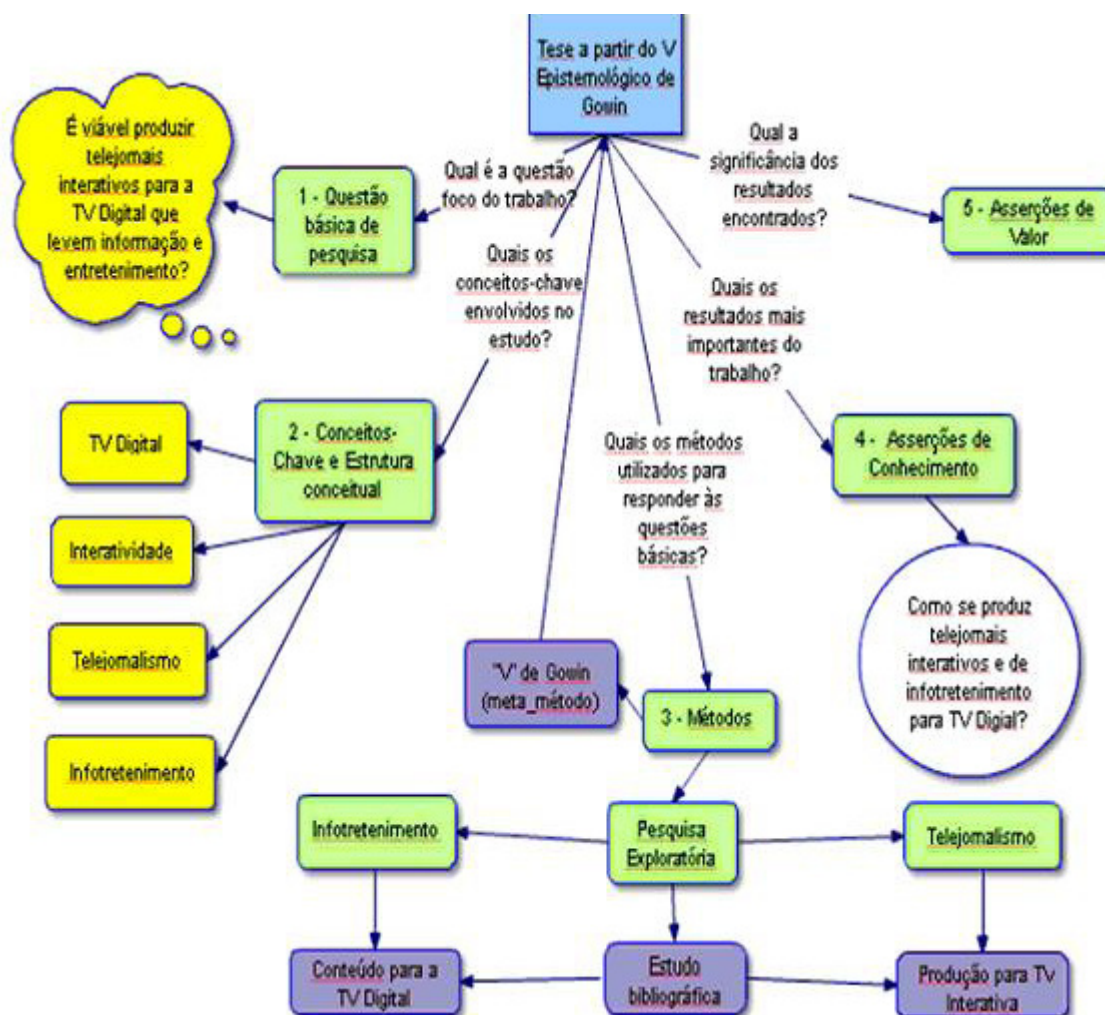 Tese a partir do V
Epistemológico de
Gowin
É viável produzir
telejornais
interativos para a
TV Digital que
levem informação e
entretenimento?
1 - Questão
básica de
pesquisa
Qual é a questão
foco do trabalho?
Qual a
significância dos
resultados
encontrados?
5 - Asserções de
Valor
Quais os
conceitos-chave
envolvidos no
estudo?
Quais os
resultados mais
importantes do
trabalho?
2 - Conceitos-
Chave e Estrutura
conceitual
TV Digital
Interatividade
Telejornalismo
Infotretenimento
Quais os métodos
utilizados para
responder às
questões
básicas?
4 - Asserções de
Conhecimento
Como se produz
telejornais
interativos e de
infotretenimento
para TV Digial?
"V' de Gowin
(meta_método)
3 - Métodos
Infotretenimento
Pesquisa
Exploratória
Telejornalismo
Conteúdo para a
TV Digital
Estudo
bibliográfica
Produção para TV
Interativa